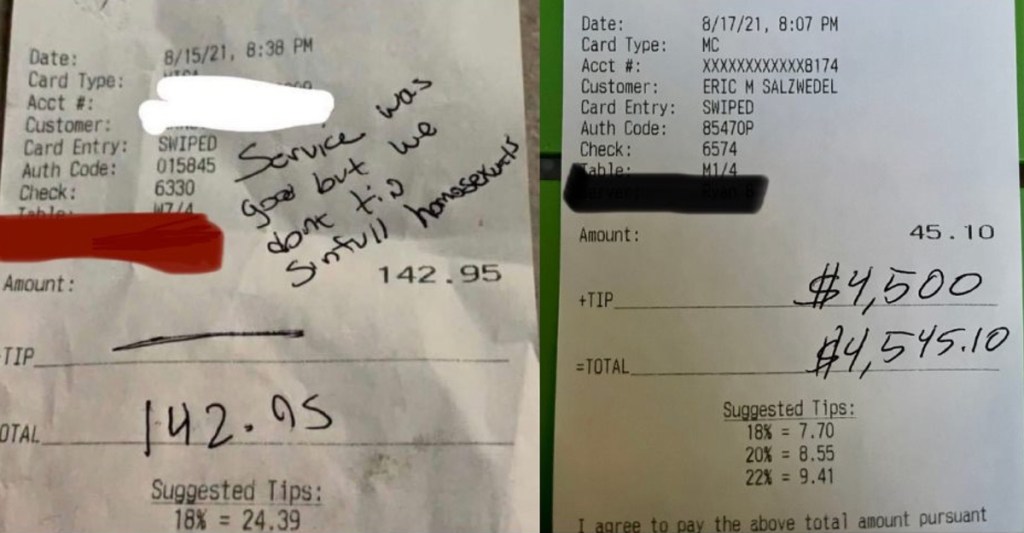 Date: 8/15/21, 8:38 PM
Card Type:
Acct #:
Customer:
Card Entry: SWIPED
Auth Code: 015845
Check: 6330
Table: W7/4
Service was
good but we
dont tip
sinfull homosexuals
Amount: 142.95
TIP
OTAL 142.95
Suggested Tips:
18% = 24.39
Date: 8/17/21, 8:07 PM
Card Type: MC
Acct #: XXXXXXXXXXXX8174
Customer: ERIC M SALZWEDEL
Card Entry: SWIPED
Auth Code: 85470P
Check: 6574
Table: M1/4
Amount: 45.10
+TIP $4,500
=TOTAL $4,545.10
Suggested Tips:
18% = 7.70
20% = 8.55
22% = 9.41
I agree to pay the above total amount pursuant